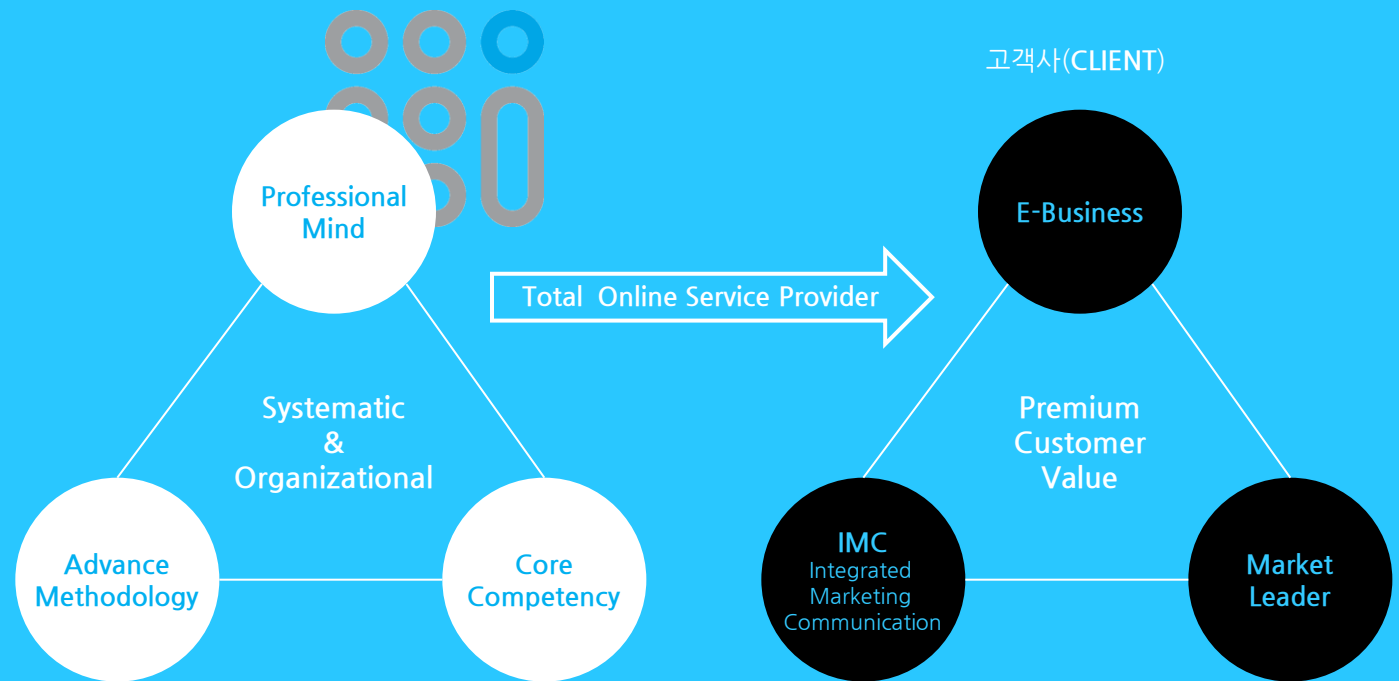 고객사(CLIENT)
Professional
Mind
E-Business
Total Online Service Provider
Systematic
&
Organizational
Premium
Customer
Value
Advance
Methodology
Core
Competency
IMC
Integrated
Marketing
Communication
Market
Leader